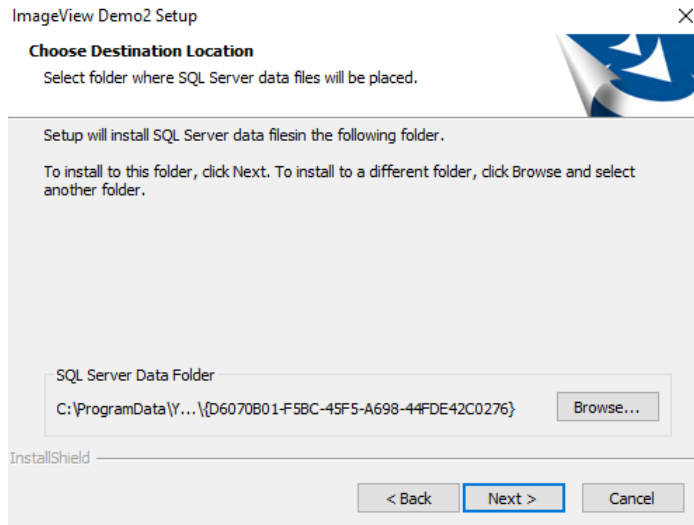 ImageView Demo2 Setup
Choose Destination Location
Select folder where SQL Server data files will be placed.
Setup will install SQL Server data filesin the following folder.
To install to this folder, click Next. To install to a different folder, click Browse and select
another folder.
SQL Server Data Folder
C:\ProgramData\Y...\{D6070B01-F5BC-45F5-A698-44FDE42C0276}
Browse...
InstallShield
< Back
Next >
Cancel